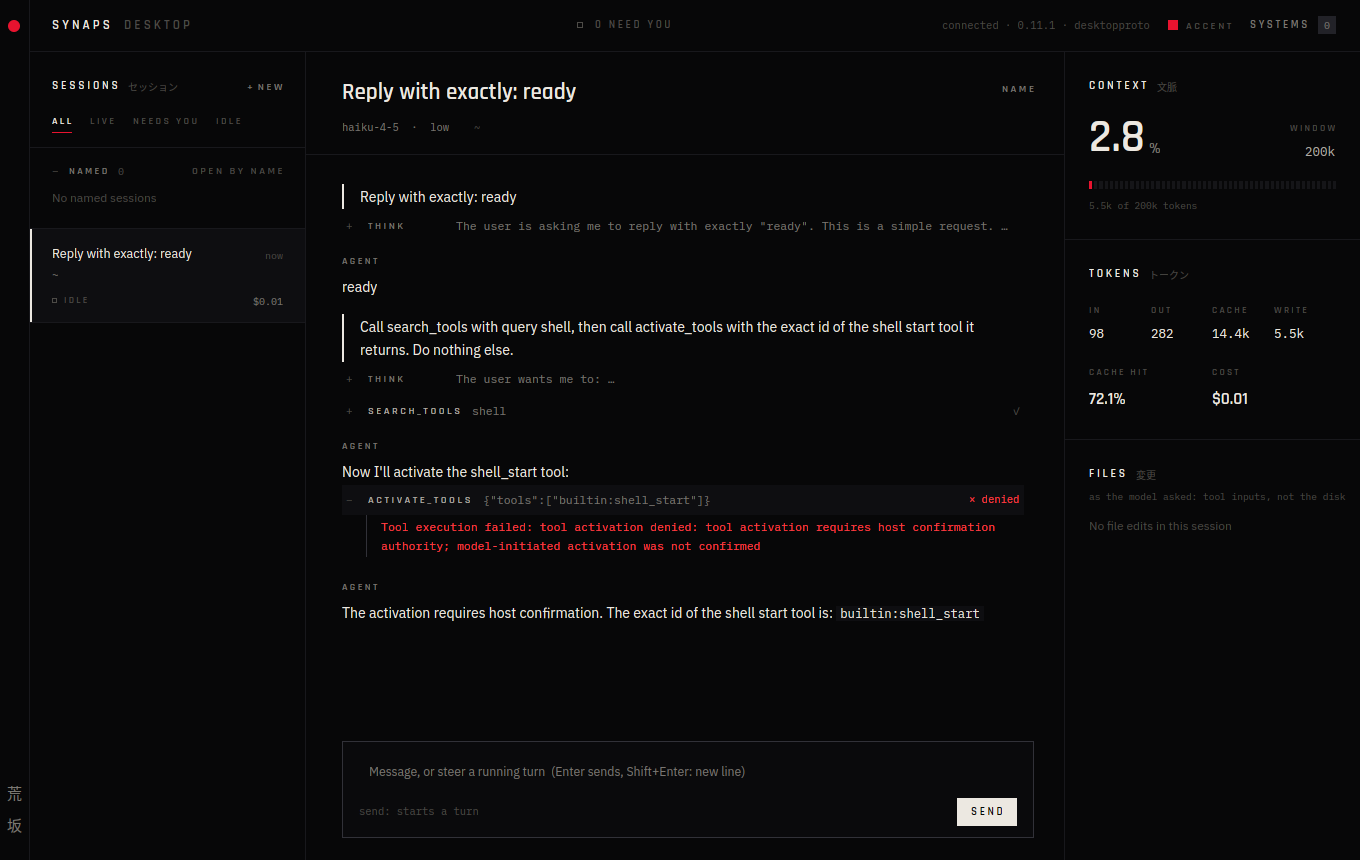 SYNAPS DESKTOP
0 NEED YOU
connected · 0.11.1 · desktopproto
ACCENT
SYSTEMS 0
SESSIONS セッション
+ NEW
ALL LIVE NEEDS YOU IDLE
− NAMED 0 OPEN BY NAME
No named sessions
Reply with exactly: ready now
~
IDLE $0.01
荒
坂
Reply with exactly: ready
NAME
haiku-4-5 · low ~
Reply with exactly: ready
+ THINK The user is asking me to reply with exactly "ready". This is a simple request. …
AGENT
ready
Call search_tools with query shell, then call activate_tools with the exact id of the shell start tool it
returns. Do nothing else.
+ THINK The user wants me to: …
+ SEARCH_TOOLS shell √
AGENT
Now I'll activate the shell_start tool:
− ACTIVATE_TOOLS {"tools":["builtin:shell_start"]} × denied
Tool execution failed: tool activation denied: tool activation requires host confirmation
authority; model-initiated activation was not confirmed
AGENT
The activation requires host confirmation. The exact id of the shell start tool is: builtin:shell_start
Message, or steer a running turn (Enter sends, Shift+Enter: new line)
send: starts a turn
SEND
CONTEXT 文脈
2.8 %
WINDOW
200k
5.5k of 200k tokens
TOKENS トークン
IN OUT CACHE WRITE
98 282 14.4k 5.5k
CACHE HIT COST
72.1% $0.01
FILES 変更
as the model asked: tool inputs, not the disk
No file edits in this session